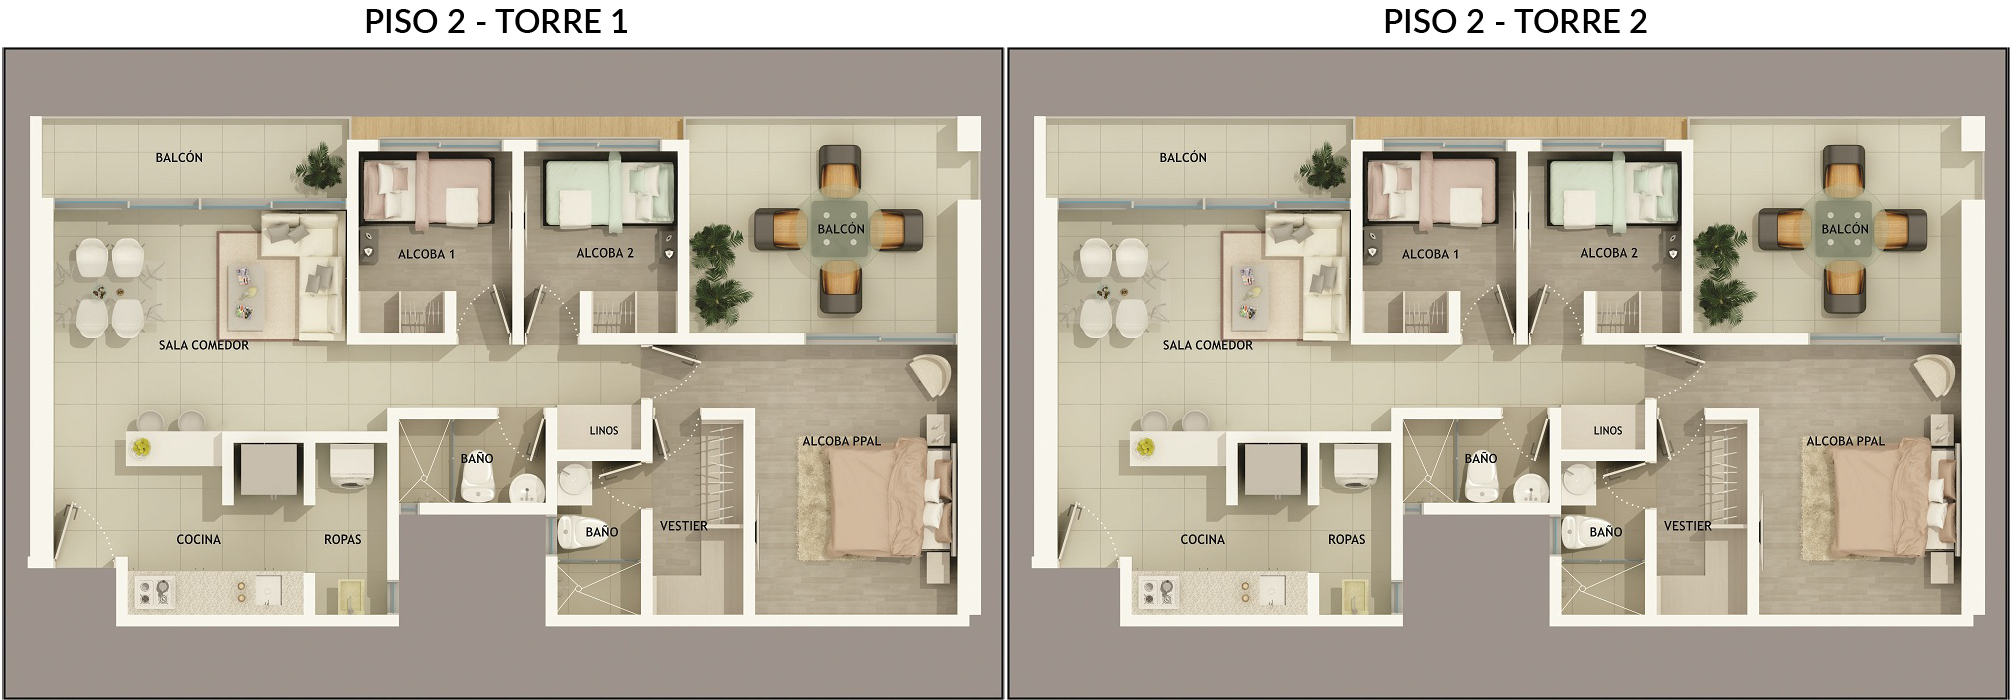 PISO 2 - TORRE 1
BALCÓN
ALCOBA 1
ALCOBA 2
BALCÓN
SALA COMEDOR
LINOS
ALCOBA PPAL
BAÑO
VESTIER
BAÑO
COCINA
ROPAS
PISO 2 - TORRE 2
BALCÓN
ALCOBA 1
ALCOBA 2
BALCÓN
SALA COMEDOR
LINOS
ALCOBA PPAL
BAÑO
VESTIER
BAÑO
COCINA
ROPAS